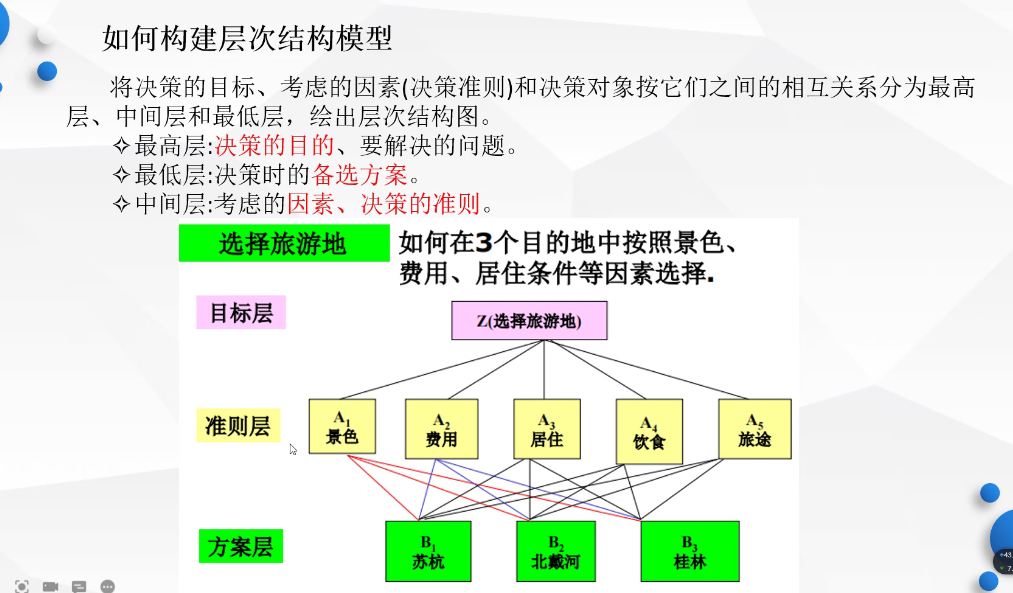 如何构建层次结构模型
将决策的目标、考虑的因素(决策准则)和决策对象按它们之间的相互关系分为最高
层、中间层和最低层，绘出层次结构图。
✧最高层:决策的目的、要解决的问题。
✧最低层:决策时的备选方案。
✧中间层:考虑的因素、决策的准则。
选择旅游地
如何在3个目的地中按照景色、
费用、居住条件等因素选择.
目标层
Z(选择旅游地)
准则层
A1
景色
A2
费用
A3
居住
A4
饮食
A5
旅途
方案层
B1
苏杭
B2
北戴河
B3
桂林